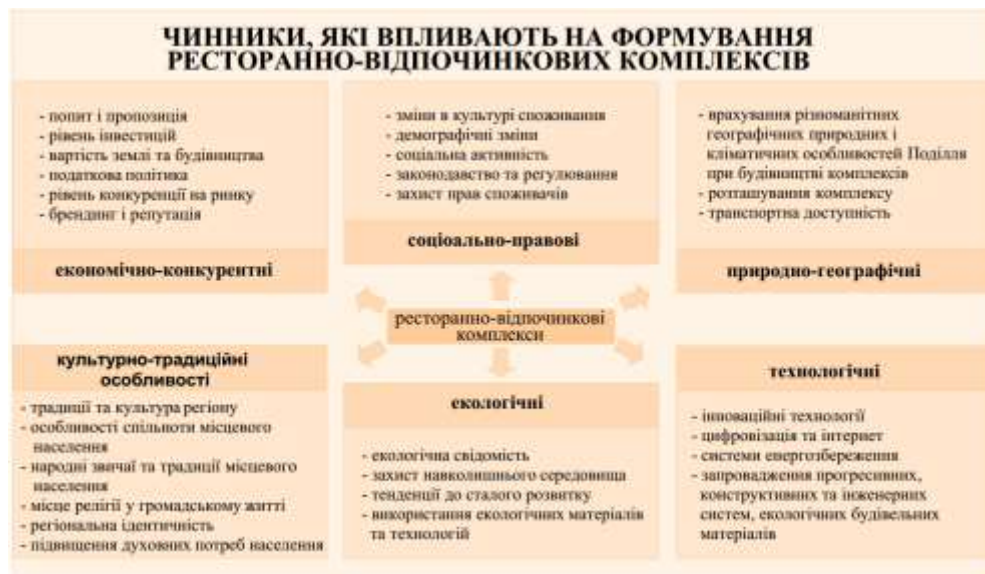 ЧИННИКИ, ЯКІ ВПЛИВАЮТЬ НА ФОРМУВАННЯ
РЕСТОРАННО-ВІДПОЧИНКОВИХ КОМПЛЕКСІВ
- попит і пропозиція
- рівень інвестицій
- вартість землі та будівництва
- податкова політика
- рівень конкуренції на ринку
- брендинг і репутація
економічно-конкурентні
- зміни в культурі споживання
- демографічні зміни
- соціальна активність
- законодавство та регулювання
- захист прав споживачів
соціоально-правові
- врахування різноманітних
географічних природних і
кліматичних особливостей Поділля
при будівництві комплексів
- розташування комплексу
- транспортна доступність
природно-географічні
ресторанно-відпочинкові
комплекси
культурно-традиційні
особливості
- традиції та культура регіону
- особливості спільноти місцевого
населення
- народні звичаї та традиції місцевого
населення
- місце релігії у громадському житті
- регіональна ідентичність
- підвищення духовних потреб населення
екологічні
- екологічна свідомість
- захист навколишнього середовища
- тенденції до сталого розвитку
- використання екологічних матеріалів
та технологій
технологічні
- інноваційні технології
- цифровізація та інтернет
- системи енергозбереження
- запровадження прогресивних,
конструктивних та інженерних
систем, екологічних будівельних
матеріалів